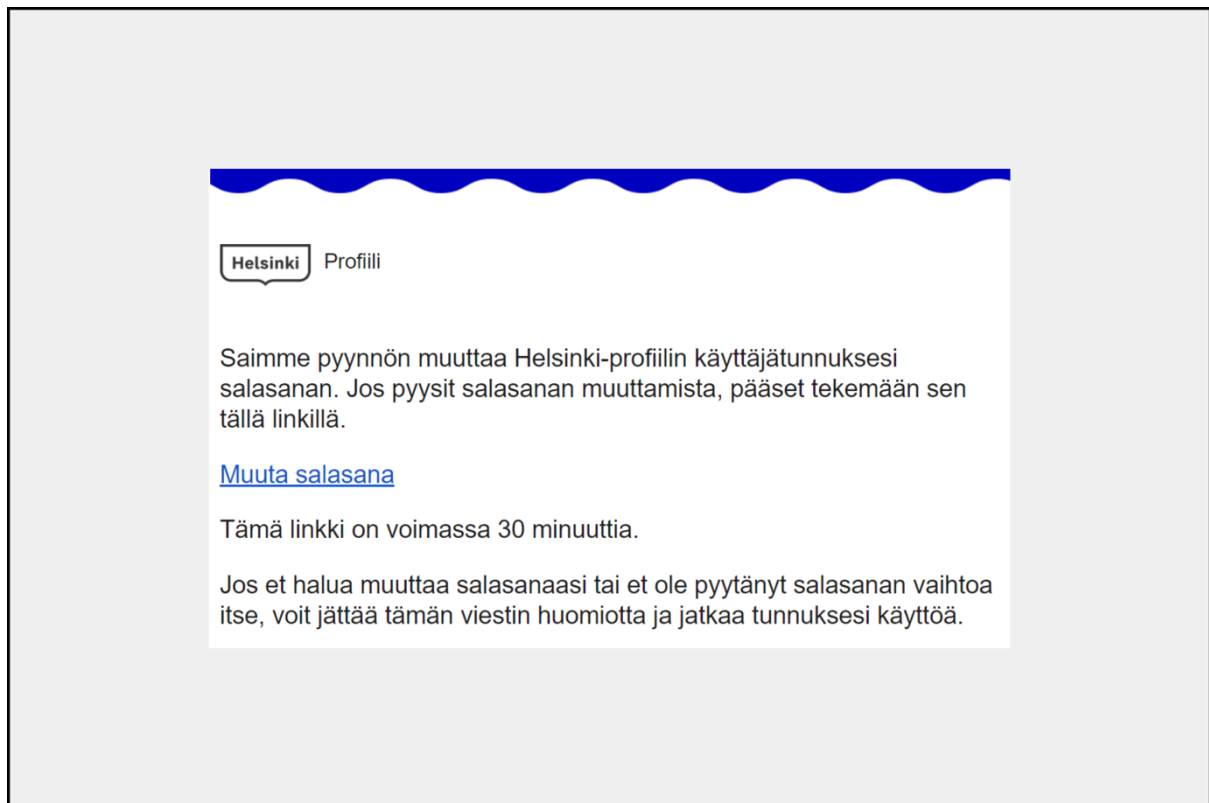 Helsinki Profiili
Saimme pyynnön muuttaa Helsinki-profiilin käyttäjätunnuksesi
salasanan. Jos pyysit salasanan muuttamista, pääset tekemään sen
tällä linkillä.
Muuta salasana
Tämä linkki on voimassa 30 minuuttia.
Jos et halua muuttaa salasanaasi tai et ole pyytänyt salasanan vaihtoa
itse, voit jättää tämän viestin huomiotta ja jatkaa tunnuksesi käyttöä.